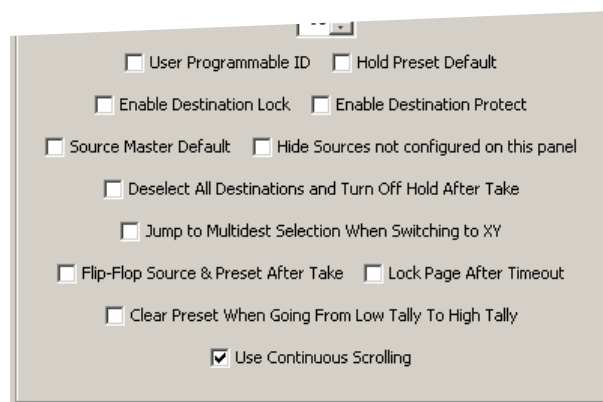 User Programmable ID Hold Preset Default
Enable Destination Lock Enable Destination Protect
Source Master Default Hide Sources not configured on this panel
Deselect All Destinations and Turn Off Hold After Take
Jump to Multidest Selection When Switching to XY
Flip-Flop Source & Preset After Take Lock Page After Timeout
Clear Preset When Going From Low Tally To High Tally
Use Continuous Scrolling